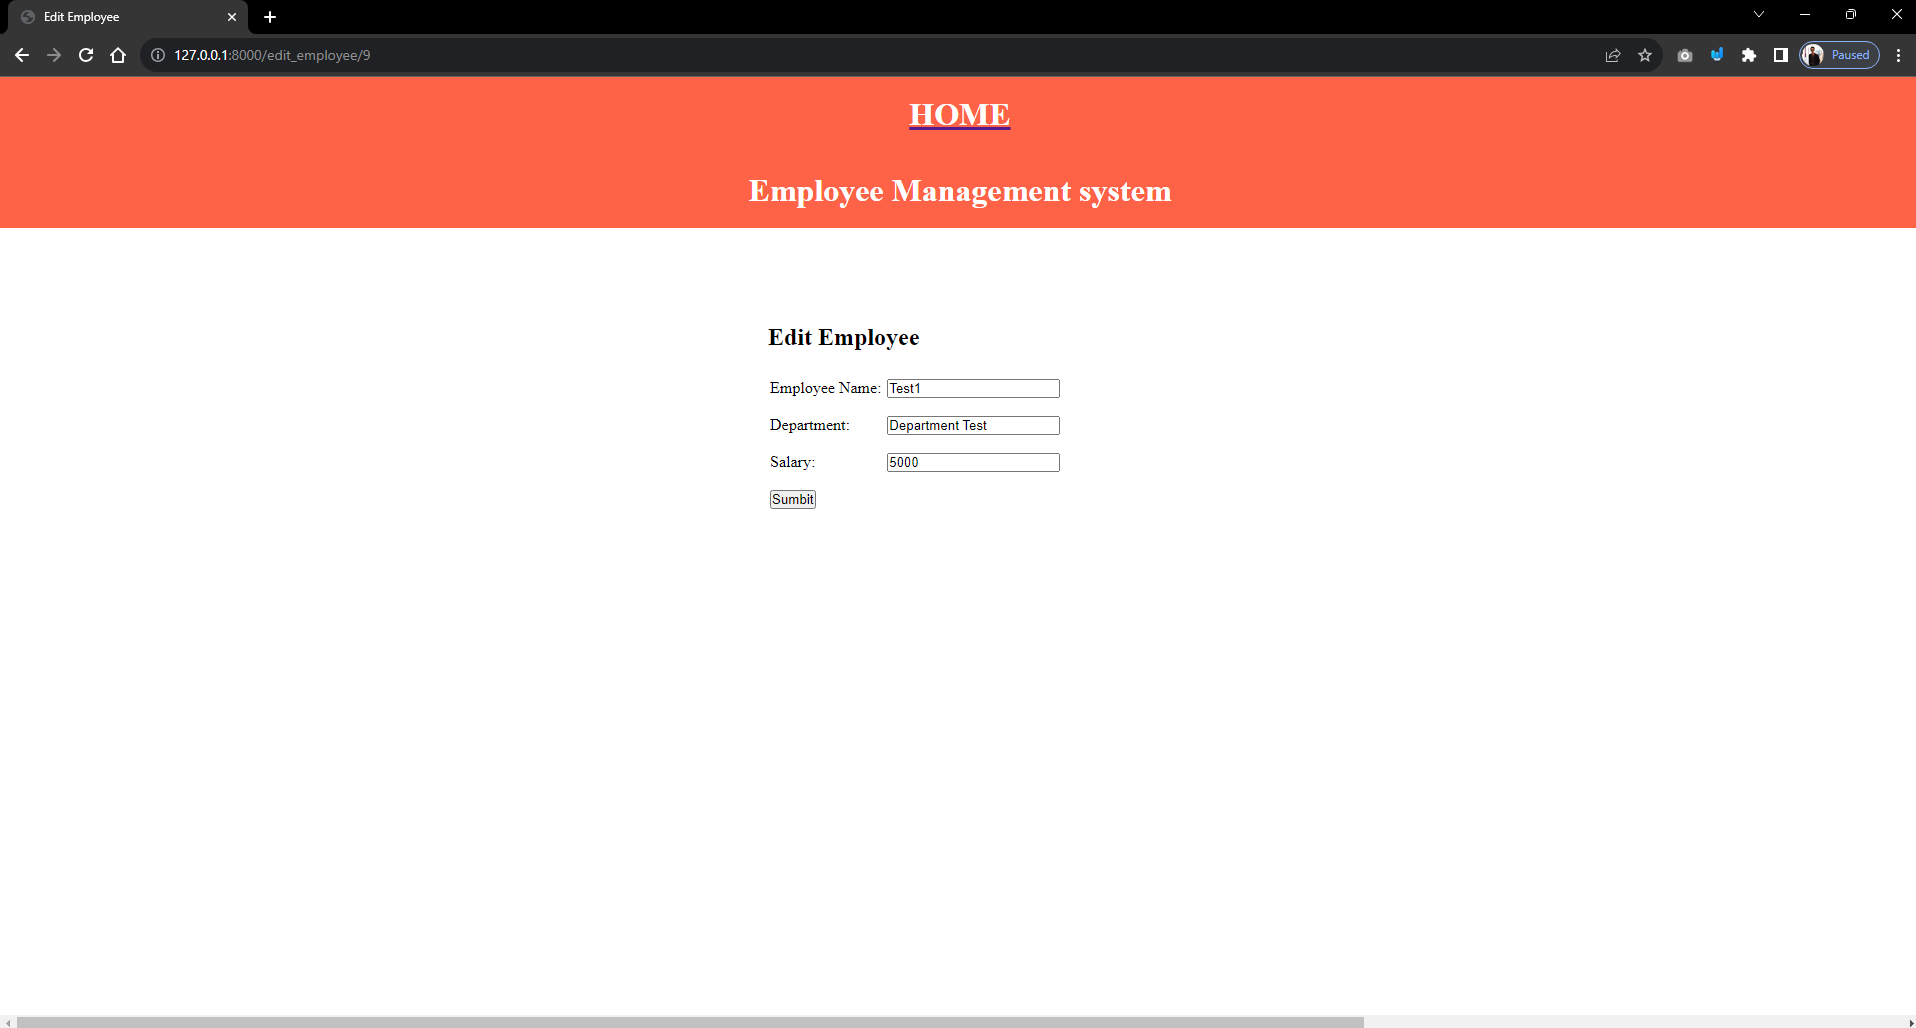 Edit Employee
127.0.0.1:8000/edit_employee/9
Paused
HOME
Employee Management system
Edit Employee
Employee Name: Test1
Department: Department Test
Salary: 5000
Sumbit